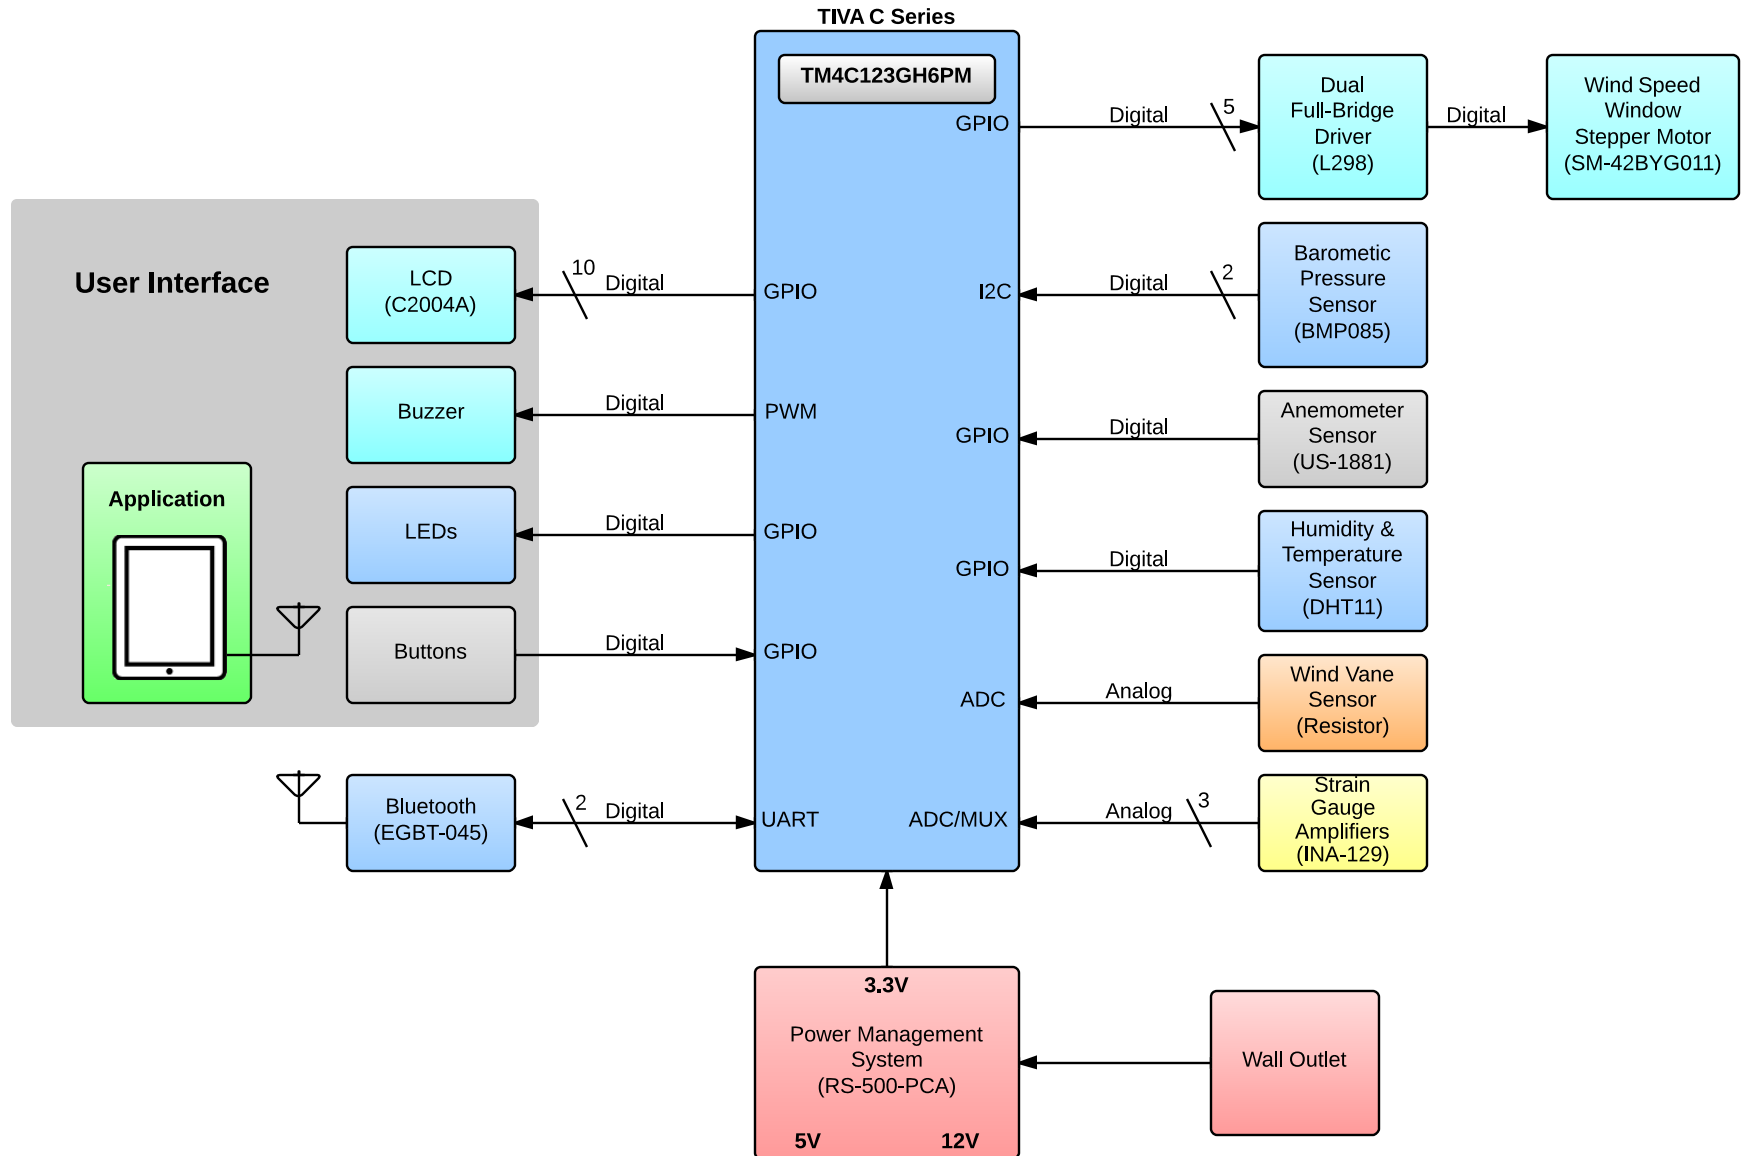 TIVA C Series
TM4C123GH6PM
GPIO
Digital
5
Dual
Full-Bridge
Driver
(L298)
Digital
Wind Speed
Window
Stepper Motor
(SM-42BYG011)
User Interface
LCD
(C2004A)
10
Digital
GPIO
I2C
Digital
2
Barometic
Pressure
Sensor
(BMP085)
Buzzer
Digital
PWM
GPIO
Digital
Anemometer
Sensor
(US-1881)
Application
LEDs
Digital
GPIO
GPIO
Digital
Humidity &
Temperature
Sensor
(DHT11)
Buttons
Digital
GPIO
ADC
Analog
Wind Vane
Sensor
(Resistor)
Bluetooth
(EGBT-045)
2
Digital
UART
ADC/MUX
Analog
3
Strain
Gauge
Amplifiers
(INA-129)
3.3V
Power Management
System
(RS-500-PCA)
5V
12V
Wall Outlet